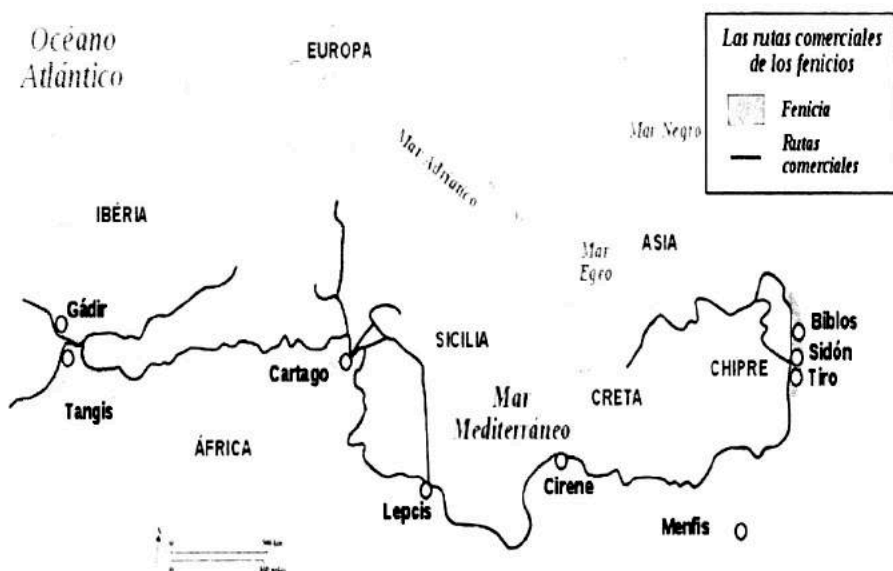 Océano
Atlántico
EUROPA
Las rutas comerciales
de los fenicios
Fenicia
Rutas
comerciales
Mar Negro
Mar Adriático
IBÉRIA
ASIA
Mar
Egeo
Gádir
Biblos
SICILIA
Sidón
Cartago
CHIPRE
Tiro
Tangis
CRETA
Mar
Mediterráneo
ÁFRICA
Cirene
Lepcis
Menfis